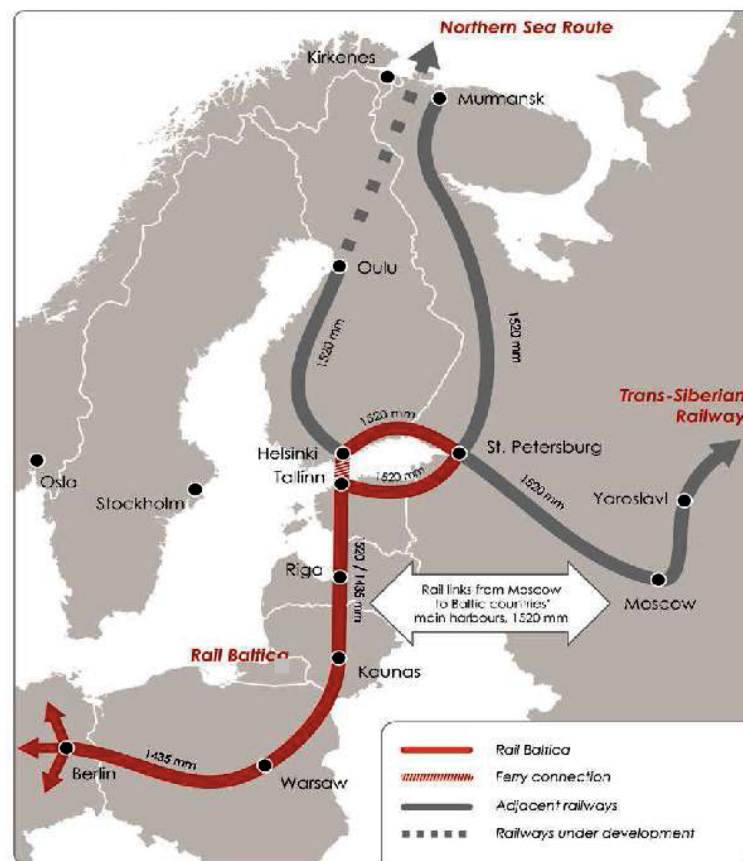 Northern Sea Route
Kirkenes
Murmansk
Oulu
1520 mm
1520 mm
Trans-Siberian
Railway
1520 mm
Helsinki
St. Petersburg
Tallinn
1520 mm
1520 mm
Yaroslavl
Oslo
Stockholm
Riga
1520 / 1435 mm
Rail links from Moscow
to Baltic countries'
main harbours, 1520 mm
Moscow
Rail Baltica
Kaunas
1435 mm
Berlin
Warsaw
Rail Baltica
Ferry connection
Adjacent railways
Railways under development